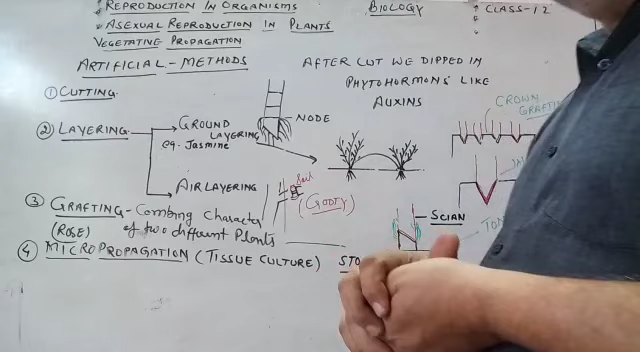 REPRODUCTION IN ORGANISMS
BIOLOGY
CLASS-12
ASEXUAL REPRODUCTION IN PLANTS
VEGETATIVE PROPAGATION
ARTIFICIAL - METHODS
AFTER CUT WE DIPPED IN
PHYTOHORMONS LIKE
AUXINS
① CUTTING
NODE
CROWN
② LAYERING
GROUND
LAYERING
eg. Jasmine
AIR LAYERING
Soil
(GOOTY)
③ GRAFTING - Combing Character
(ROSE) of two different Plants
SCIAN
④ MICROPROPAGATION (TISSUE CULTURE)